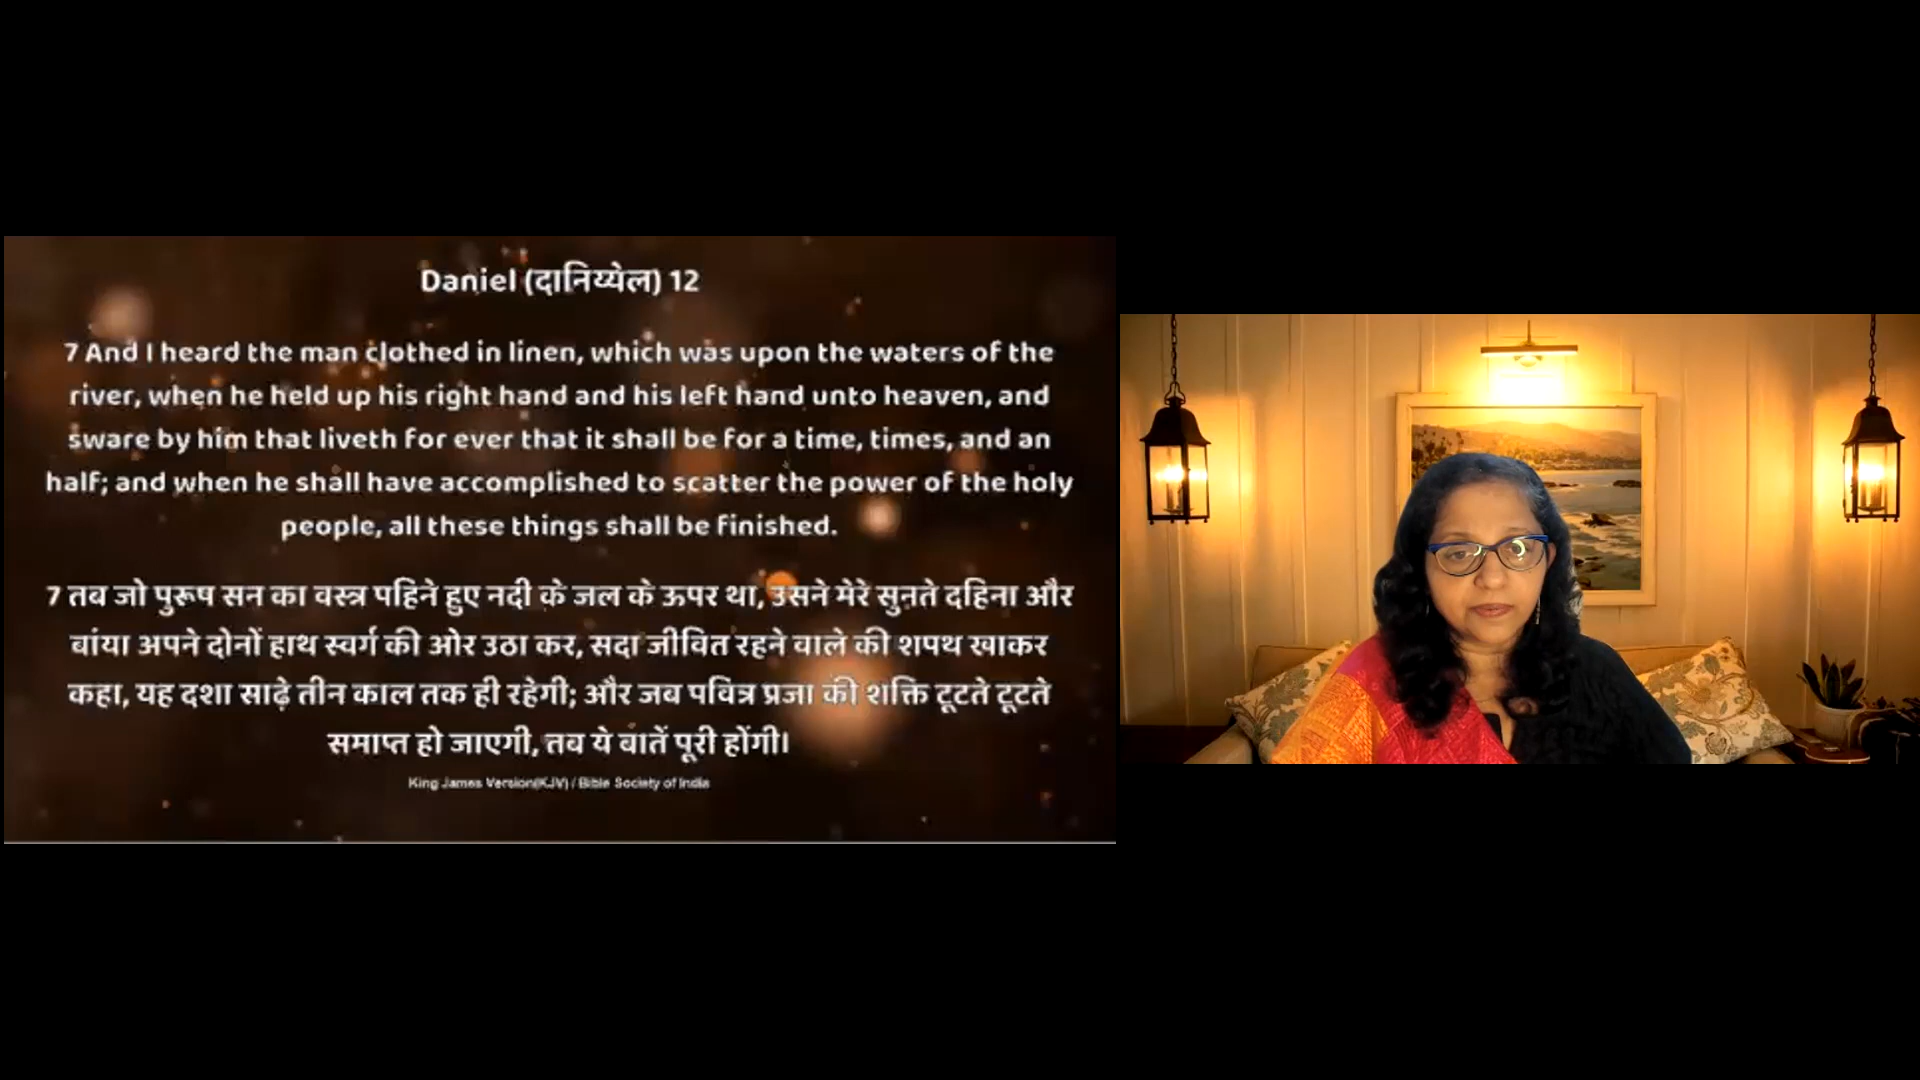 Daniel (दानिय्येल) 12
7 And I heard the man clothed in linen, which was upon the waters of the
river, when he held up his right hand and his left hand unto heaven, and
sware by him that liveth for ever that it shall be for a time, times, and an
half; and when he shall have accomplished to scatter the power of the holy
people, all these things shall be finished.
7 तब जो पुरूष सन का वस्त्र पहिने हुए नदी के जल के ऊपर था, उसने मेरे सुनते दहिना और
बांया अपने दोनों हाथ स्वर्ग की ओर उठा कर, सदा जीवित रहने वाले की शपथ खाकर
कहा, यह दशा साढ़े तीन काल तक ही रहेगी; और जब पवित्र प्रजा की शक्ति टूटते टूटते
समाप्त हो जाएगी, तब ये बातें पूरी होंगी।
King James Version(KJV) / Bible Society of India